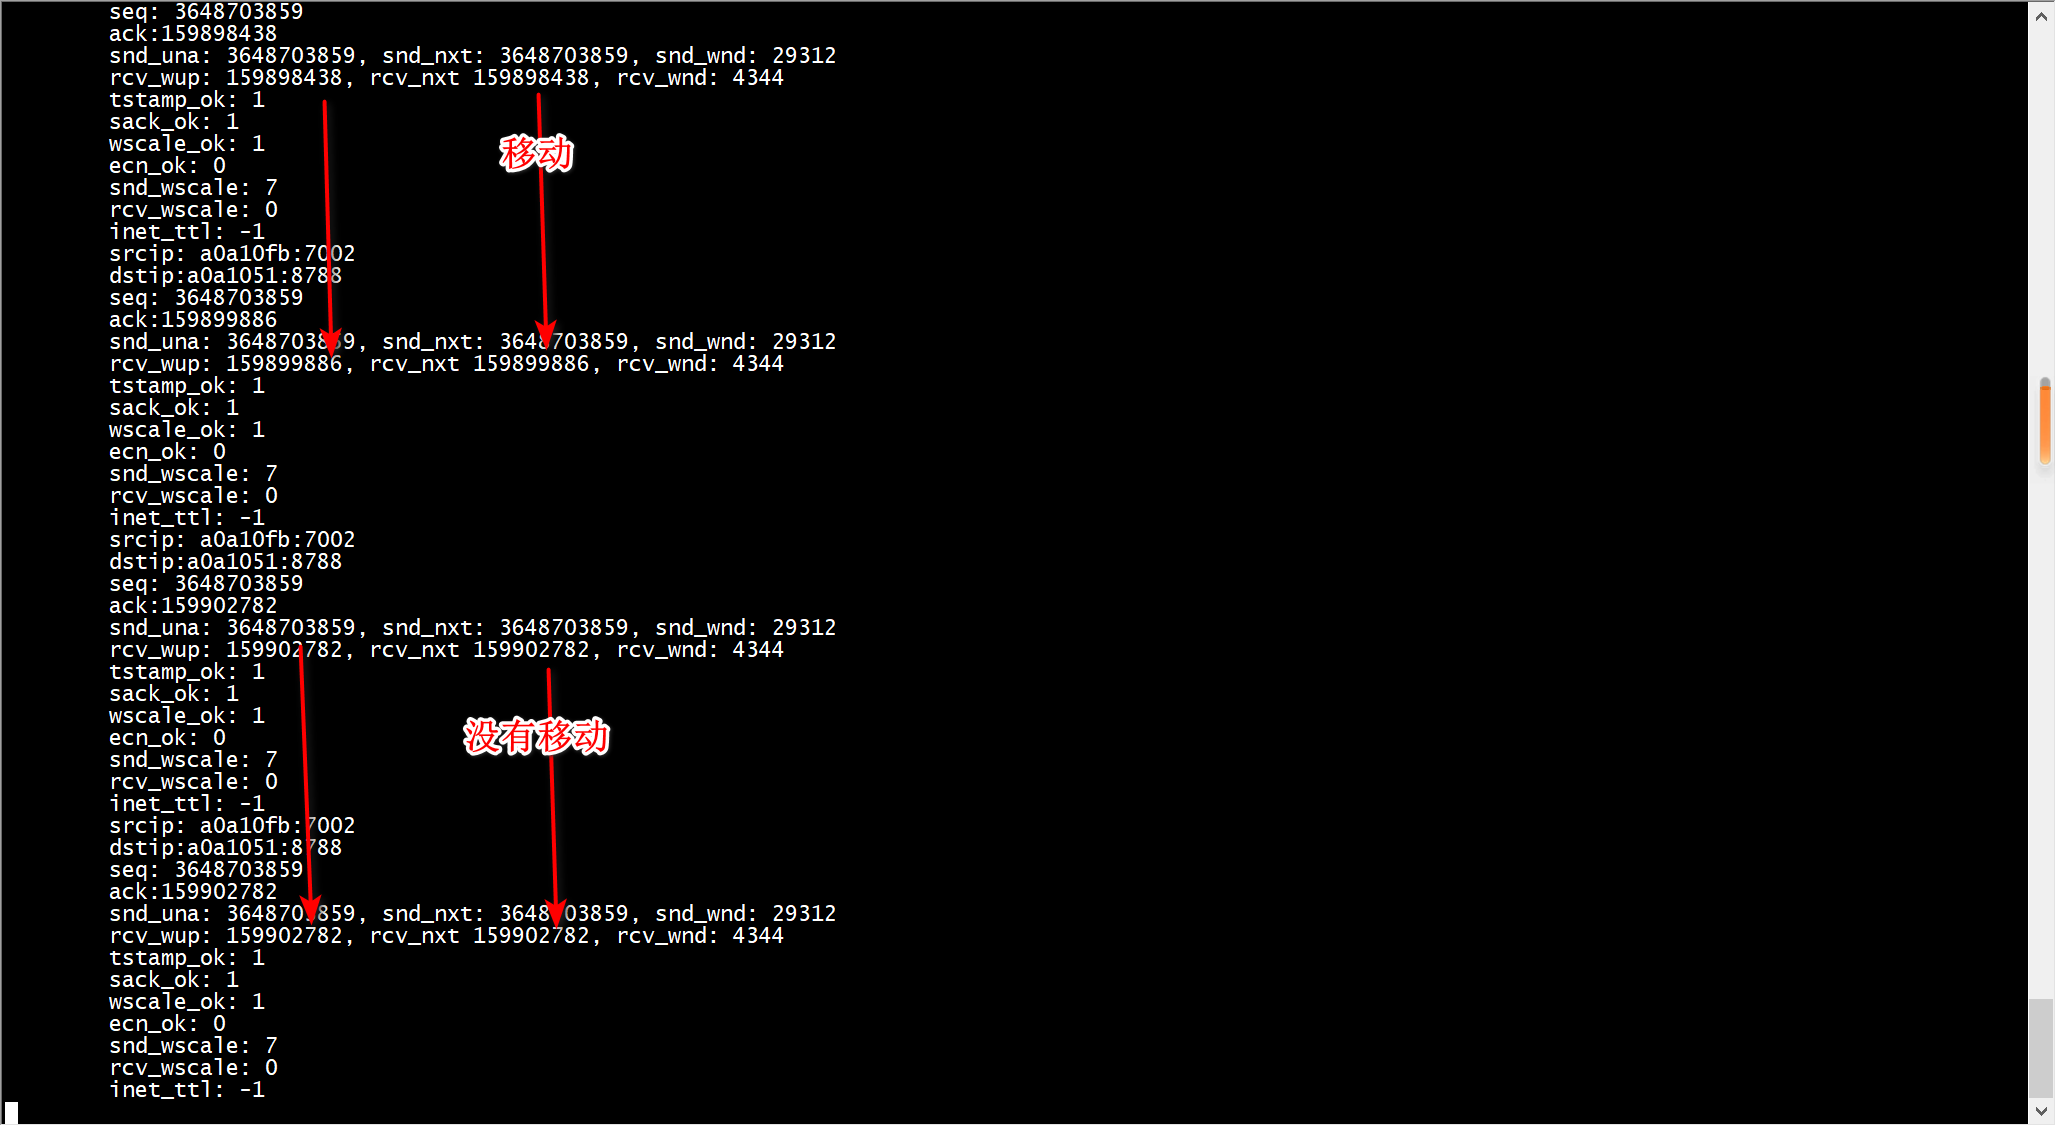 seq: 3648703859
ack:159898438
snd_una: 3648703859, snd_nxt: 3648703859, snd_wnd: 29312
rcv_wup: 159898438, rcv_nxt 159898438, rcv_wnd: 4344
tstamp_ok: 1
sack_ok: 1
移动
wscale_ok: 1
ecn_ok: 0
snd_wscale: 7
rcv_wscale: 0
inet_ttl: -1
srcip: a0a10fb:7002
dstip:a0a1051:8788
seq: 3648703859
ack:159899886
snd_una: 3648703859, snd_nxt: 3648703859, snd_wnd: 29312
rcv_wup: 159899886, rcv_nxt 159899886, rcv_wnd: 4344
tstamp_ok: 1
sack_ok: 1
wscale_ok: 1
ecn_ok: 0
snd_wscale: 7
rcv_wscale: 0
inet_ttl: -1
srcip: a0a10fb:7002
dstip:a0a1051:8788
seq: 3648703859
ack:159902782
snd_una: 3648703859, snd_nxt: 3648703859, snd_wnd: 29312
rcv_wup: 159902782, rcv_nxt 159902782, rcv_wnd: 4344
tstamp_ok: 1
sack_ok: 1
wscale_ok: 1
ecn_ok: 0
没有移动
snd_wscale: 7
rcv_wscale: 0
inet_ttl: -1
srcip: a0a10fb:7002
dstip:a0a1051:8788
seq: 3648703859
ack:159902782
snd_una: 3648703859, snd_nxt: 3648703859, snd_wnd: 29312
rcv_wup: 159902782, rcv_nxt 159902782, rcv_wnd: 4344
tstamp_ok: 1
sack_ok: 1
wscale_ok: 1
ecn_ok: 0
snd_wscale: 7
rcv_wscale: 0
inet_ttl: -1